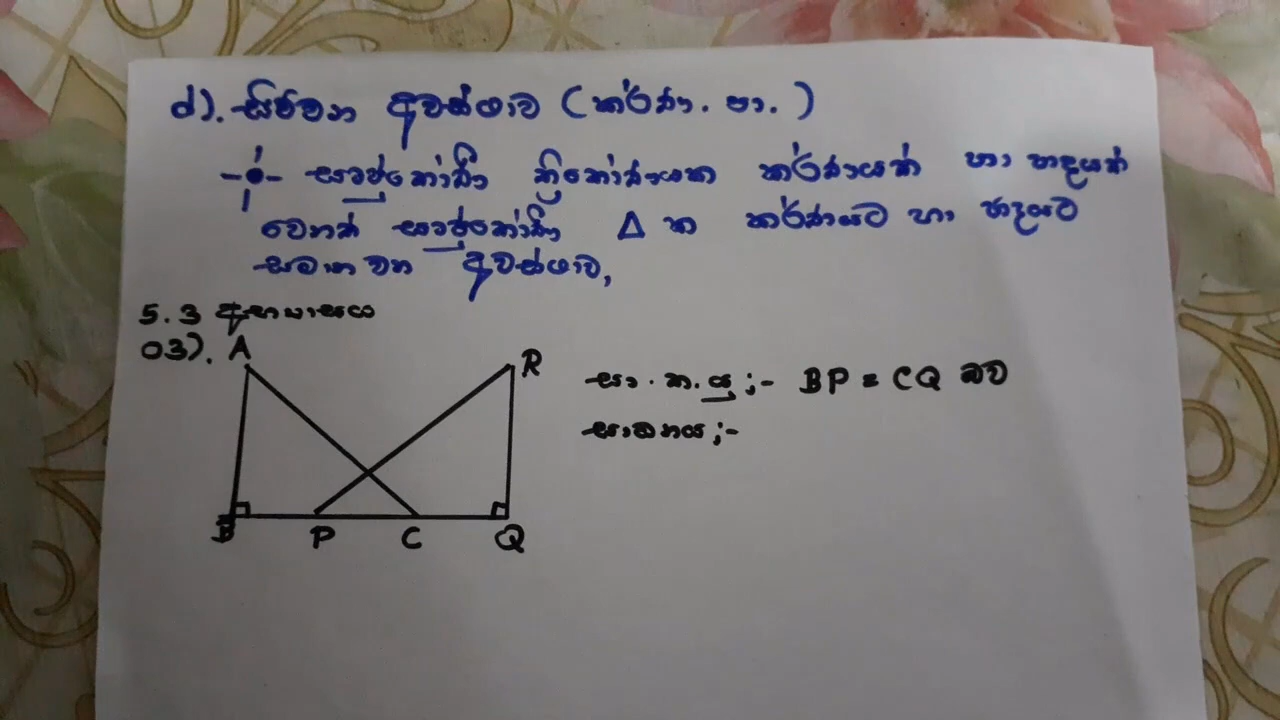 d). සිව්වන අවස්ථාව (කර්ණ. පා. )
සෘජුකෝණී ත්‍රිකෝණයක කර්ණයක් හා පාදයක්
වෙනත් සෘජුකෝණී Δ ක කර්ණයට හා පාදයට
සමාන වන අවස්ථාව,
5.3 අභ්‍යාසය
03). A
R
සා.ක.යු ;- BP = CQ බව
සාධනය ;-
B P C Q